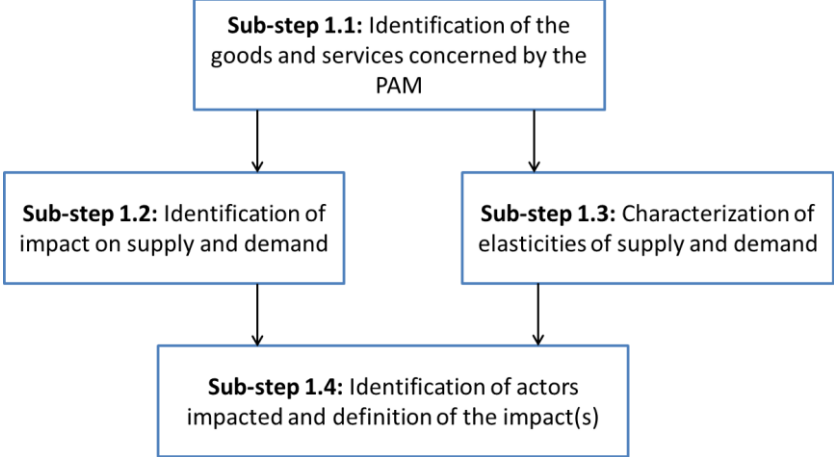 Sub-step 1.1: Identification of the
goods and services concerned by the
PAM
Sub-step 1.2: Identification of
impact on supply and demand
Sub-step 1.3: Characterization of
elasticities of supply and demand
Sub-step 1.4: Identification of actors
impacted and definition of the impact(s)